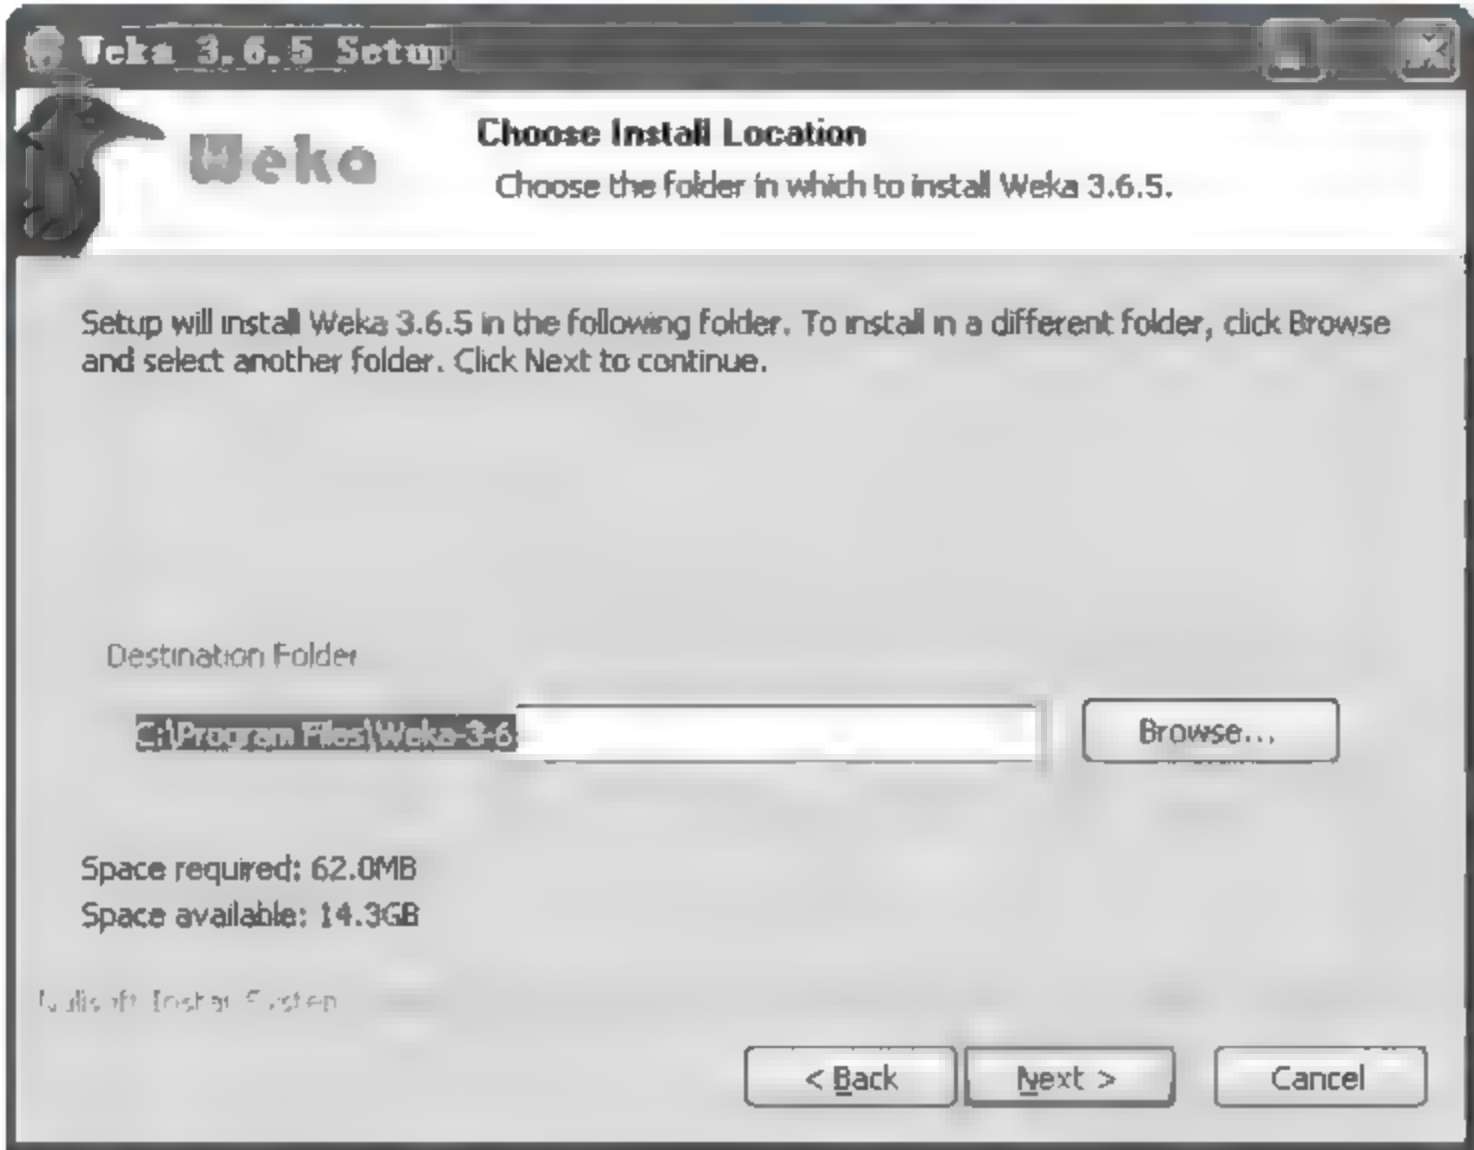 Weka 3.6.5 Setup
Weka
Choose Install Location
Choose the folder in which to install Weka 3.6.5.
Setup will install Weka 3.6.5 in the following folder. To install in a different folder, click Browse
and select another folder. Click Next to continue.
Destination Folder
C:\Program Files\Weka-3-6
Browse...
Space required: 62.0MB
Space available: 14.3GB
Nullsoft Install System
< Back
Next >
Cancel